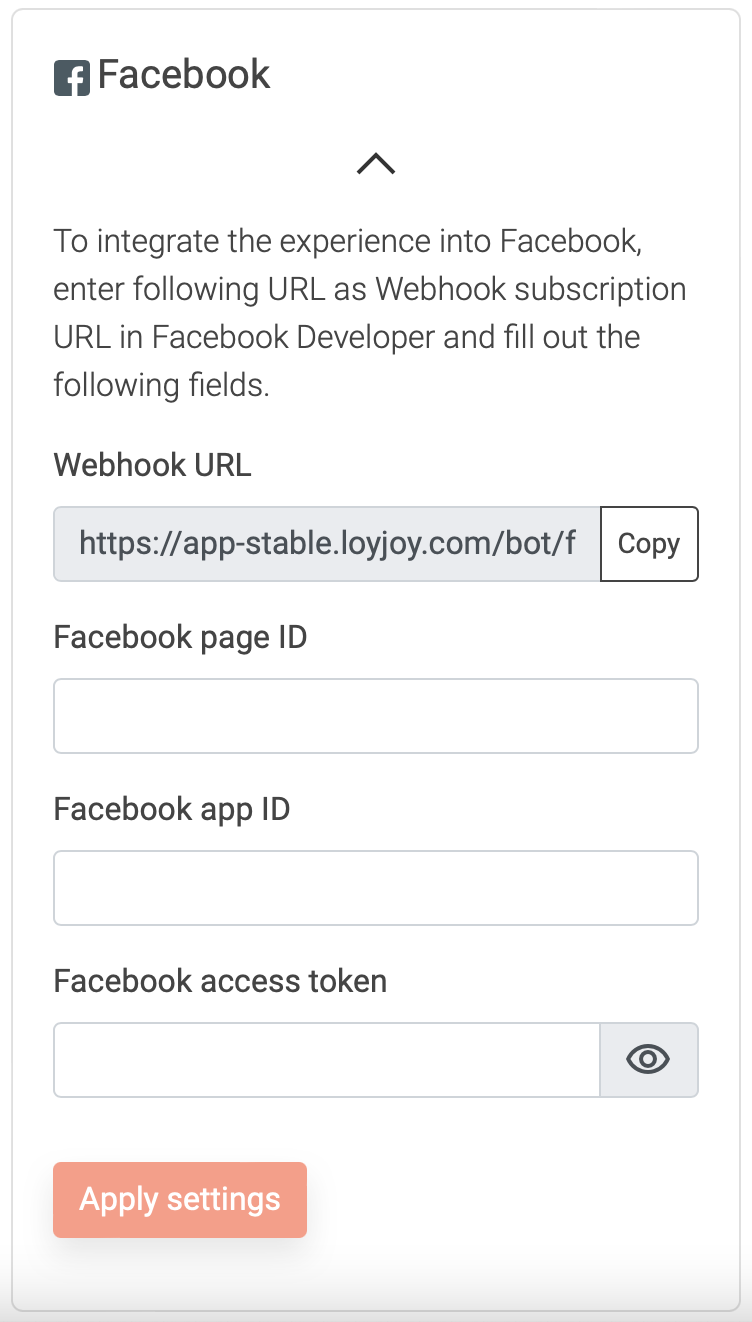 Facebook
To integrate the experience into Facebook,
enter following URL as Webhook subscription
URL in Facebook Developer and fill out the
following fields.
Webhook URL
https://app-stable.loyjoy.com/bot/f
Copy
Facebook page ID
Facebook app ID
Facebook access token
Apply settings